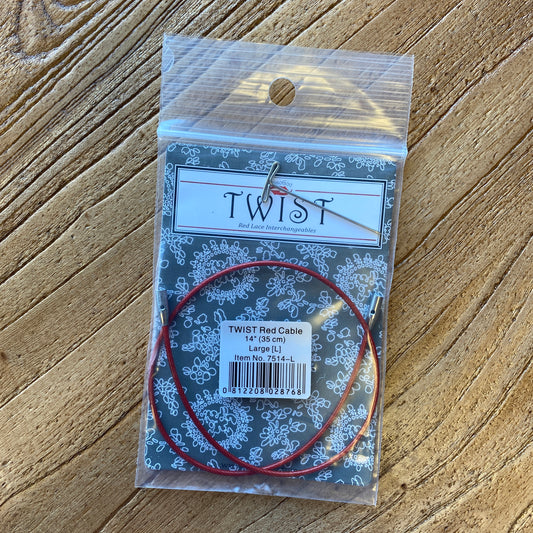 TWIST
Red Lace Interchangeables
TWIST Red Cable
14" (35 cm)
Large [L]
Item No. 7514-L
0 812208 028768